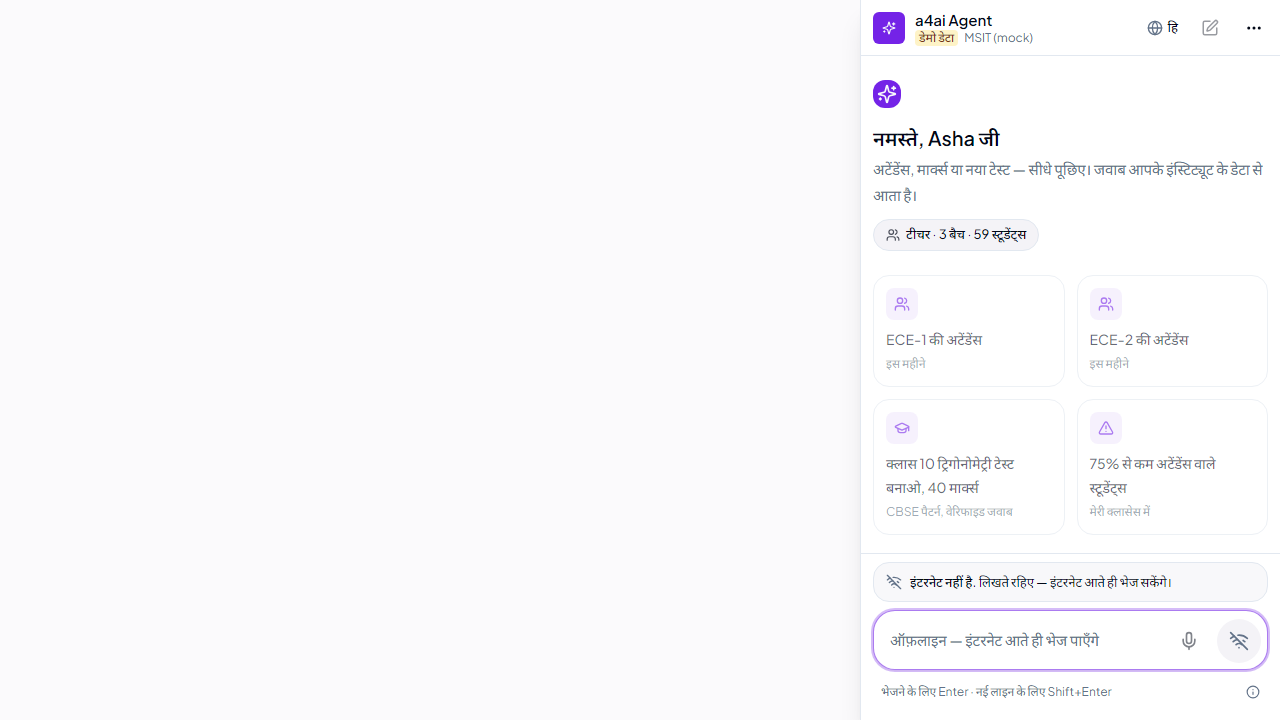 a4ai Agent
डेमो डेटा MSIT (mock)
हि
नमस्ते, Asha जी
अटेंडेंस, मार्क्स या नया टेस्ट — सीधे पूछिए। जवाब आपके इंस्टिट्यूट के डेटा से
आता है।
टीचर · 3 बैच · 59 स्टूडेंट्स
ECE-1 की अटेंडेंस
इस महीने
ECE-2 की अटेंडेंस
इस महीने
क्लास 10 ट्रिगोनोमेट्री टेस्ट
बनाओ, 40 मार्क्स
CBSE पैटर्न, वेरिफाइड जवाब
75% से कम अटेंडेंस वाले
स्टूडेंट्स
मेरी क्लासेस में
इंटरनेट नहीं है. लिखते रहिए — इंटरनेट आते ही भेज सकेंगे।
ऑफ़लाइन — इंटरनेट आते ही भेज पाएँगे
भेजने के लिए Enter · नई लाइन के लिए Shift+Enter